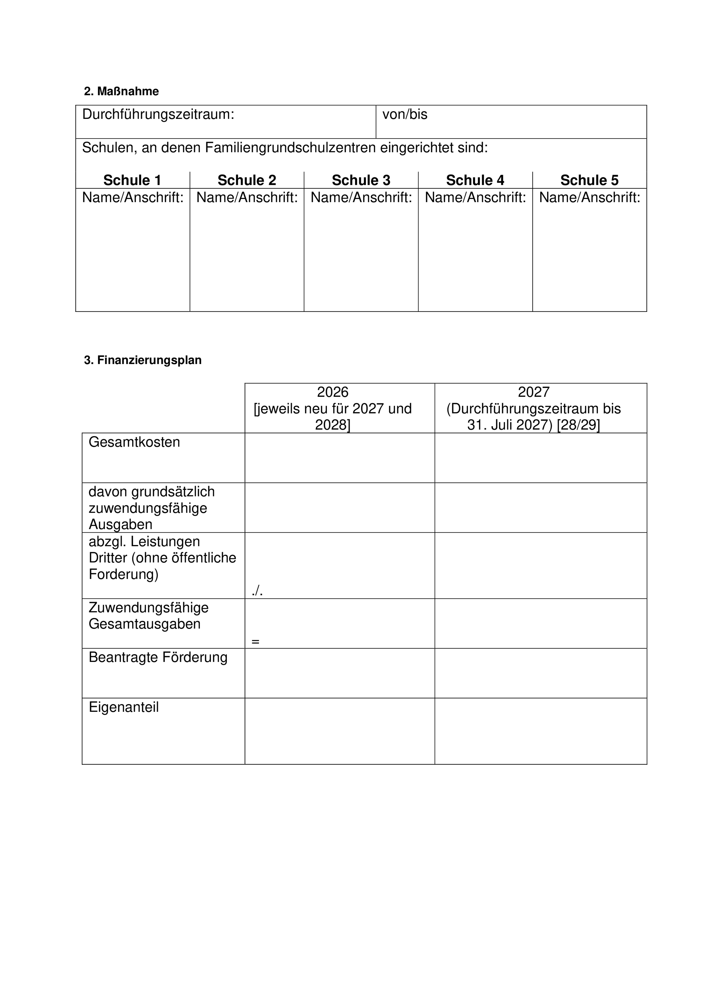 2. Maßnahme
Durchführungszeitraum: von/bis
Schulen, an denen Familiengrundschulzentren eingerichtet sind:
Schule 1 Schule 2 Schule 3 Schule 4 Schule 5
Name/Anschrift: Name/Anschrift: Name/Anschrift: Name/Anschrift: Name/Anschrift:
3. Finanzierungsplan
2026
[jeweils neu für 2027 und
2028]
2027
(Durchführungszeitraum bis
31. Juli 2027) [28/29]
Gesamtkosten
davon grundsätzlich
zuwendungsfähige
Ausgaben
abzgl. Leistungen
Dritter (ohne öffentliche
Forderung)
./.
Zuwendungsfähige
Gesamtausgaben
=
Beantragte Förderung
Eigenanteil